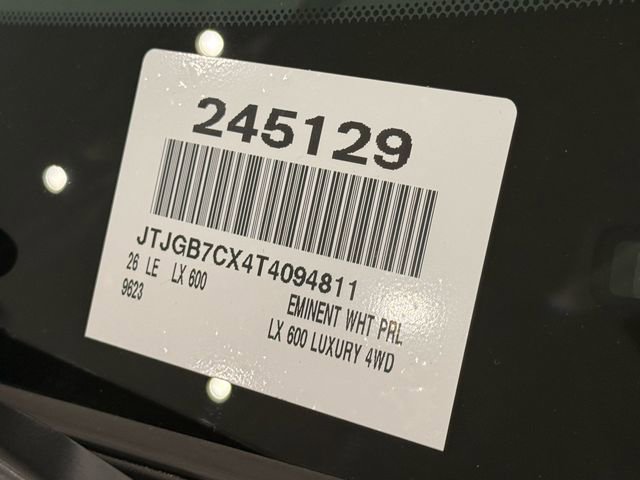 245129
JTJGB7CX4T4094811
26 LE LX 600
EMINENT WHT PRL
9623
LX 600 LUXURY 4WD